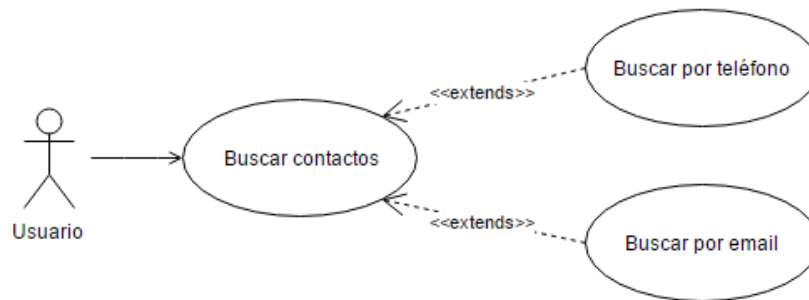 Buscar por teléfono
<<extends>>
Buscar contactos
Usuario
<<extends>>
Buscar por email